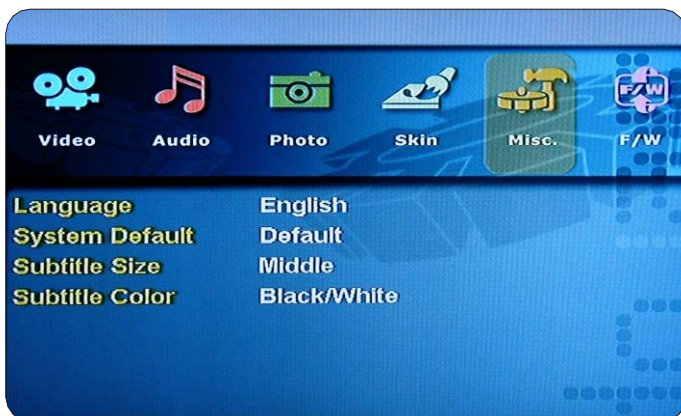 Video Audio Photo Skin Misc. F/W
F/W
Language English
System Default Default
Subtitle Size Middle
Subtitle Color Black/White